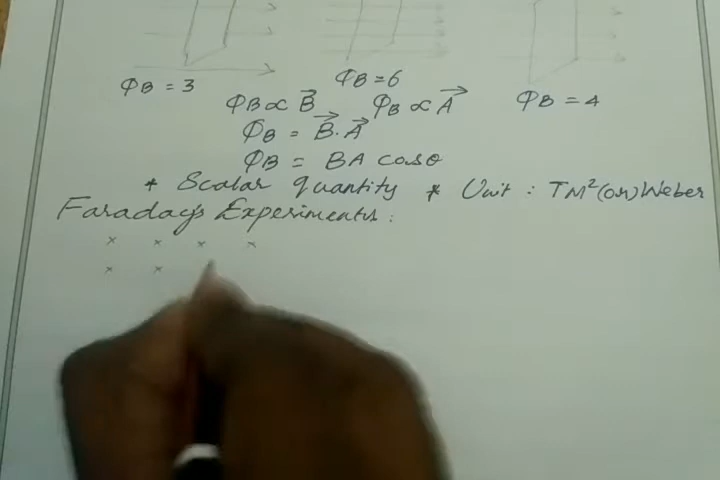 ΦB = 3 ΦB = 6 ΦB = 4
ΦB ∝ B⃗ ΦB ∝ A⃗
ΦB = B⃗ . A⃗
ΦB = BA cosθ
* Scalar quantity * Unit : TM² (or) Weber
Faraday's Experiments :
× × × ×
× ×